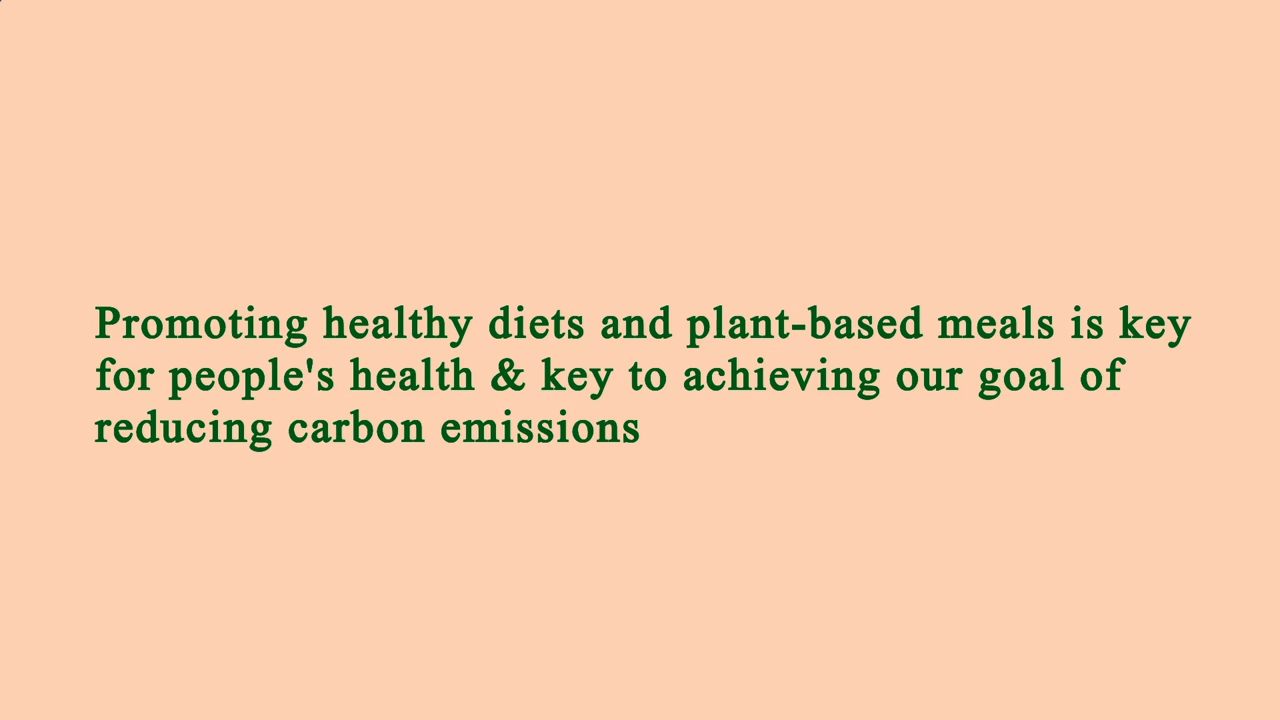 Promoting healthy diets and plant-based meals is key
for people's health & key to achieving our goal of
reducing carbon emissions